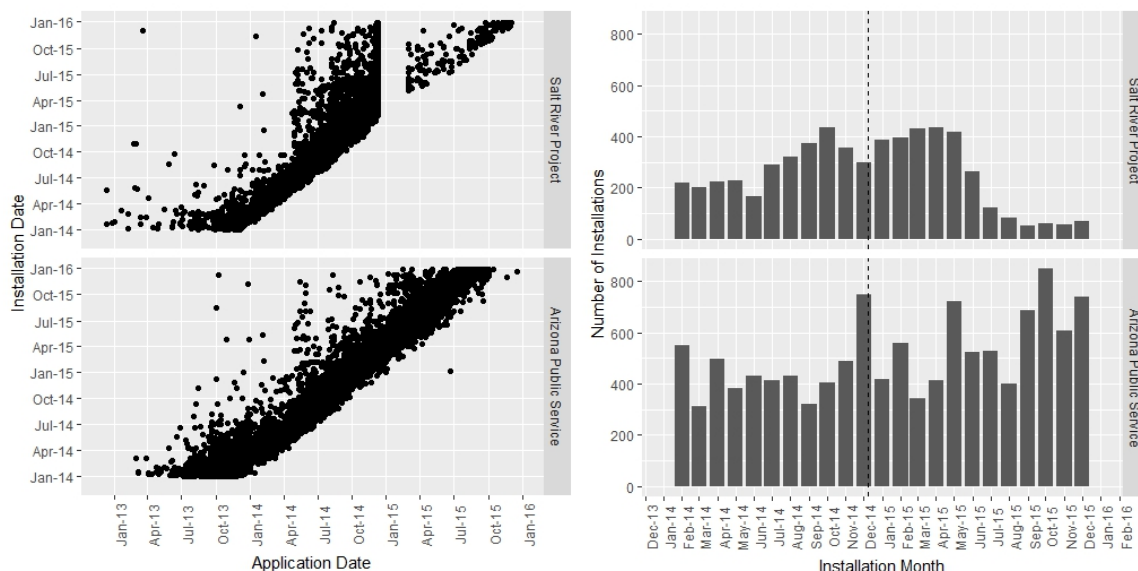 Installation Date
Jan-16
Oct-15
Jul-15
Apr-15
Jan-15
Oct-14
Jul-14
Apr-14
Jan-14
Salt River Project
Jan-16
Oct-15
Jul-15
Apr-15
Jan-15
Oct-14
Jul-14
Apr-14
Jan-14
Arizona Public Service
Jan-13
Apr-13
Jul-13
Oct-13
Jan-14
Apr-14
Jul-14
Oct-14
Jan-15
Apr-15
Jul-15
Oct-15
Jan-16
Application Date
Number of Installations
800
600
400
200
0
Salt River Project
800
600
400
200
0
Arizona Public Service
Dec-13
Jan-14
Feb-14
Mar-14
Apr-14
May-14
Jun-14
Jul-14
Aug-14
Sep-14
Oct-14
Nov-14
Dec-14
Jan-15
Feb-15
Mar-15
Apr-15
May-15
Jun-15
Jul-15
Aug-15
Sep-15
Oct-15
Nov-15
Dec-15
Jan-16
Feb-16
Installation Month